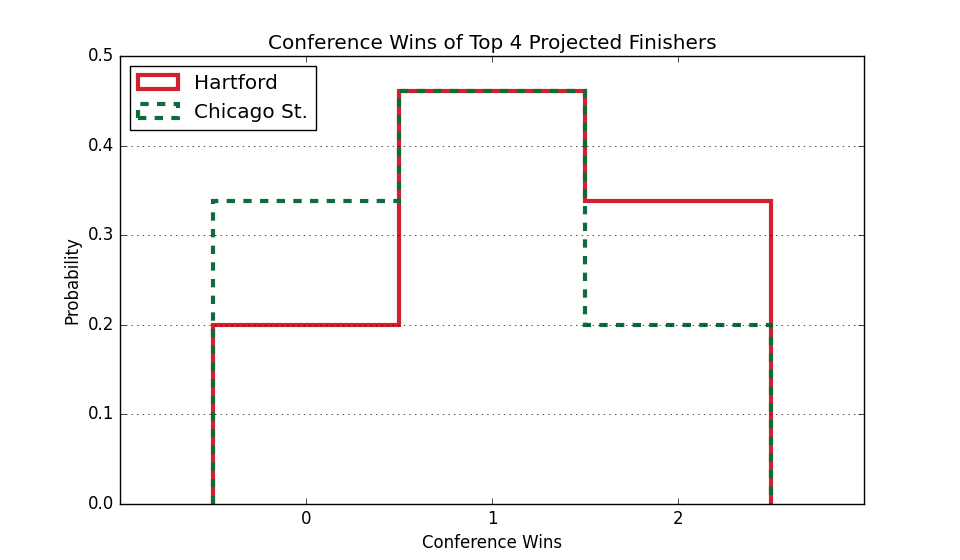 Conference Wins of Top 4 Projected Finishers
0.5
0.4
0.3
0.2
0.1
0.0
Probability
Hartford
Chicago St.
0 1 2
Conference Wins